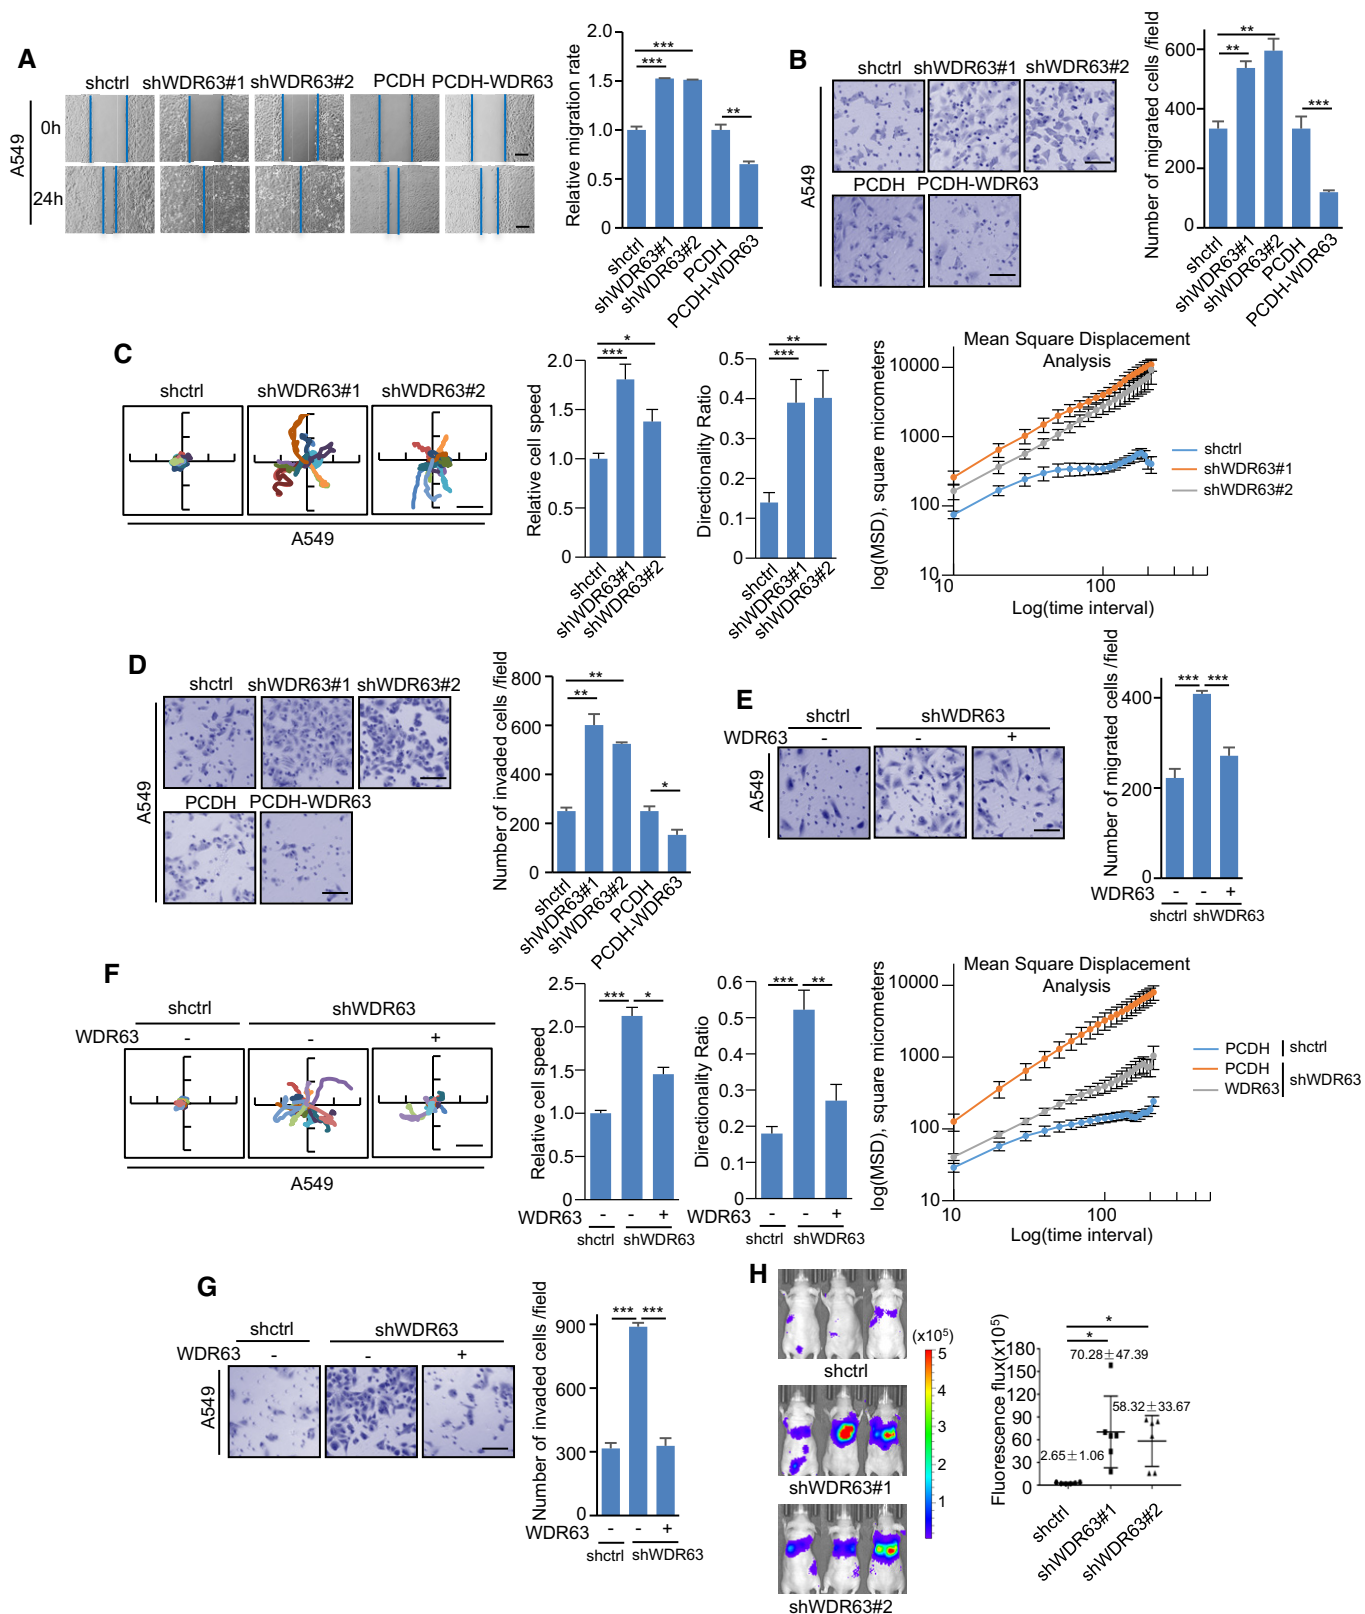 A
shctrl shWDR63#1 shWDR63#2 PCDH PCDH-WDR63
A549
0h
24h
Relative migration rate
2.0
1.5
1.0
0.5
0
*** *** **
shctrl
shWDR63#1
shWDR63#2
PCDH
PCDH-WDR63
B
shctrl shWDR63#1 shWDR63#2
PCDH PCDH-WDR63
A549
Number of migrated cells /field
600
400
200
0
** ** ***
shctrl
shWDR63#1
shWDR63#2
PCDH
PCDH-WDR63
C
shctrl shWDR63#1 shWDR63#2
A549
Relative cell speed
2.0
1.5
1.0
0.5
0
* ***
shctrl
shWDR63#1
shWDR63#2
Directionality Ratio
0.5
0.4
0.3
0.2
0.1
0
** ***
shctrl
shWDR63#1
shWDR63#2
Mean Square Displacement
Analysis
log(MSD), square micrometers
10000
1000
100
10
10 100
Log(time interval)
shctrl
shWDR63#1
shWDR63#2
D
shctrl shWDR63#1 shWDR63#2
PCDH PCDH-WDR63
A549
Number of invaded cells /field
800
600
400
200
0
** ** *
shctrl
shWDR63#1
shWDR63#2
PCDH
PCDH-WDR63
E
shctrl shWDR63
WDR63 - - +
A549
Number of migrated cells /field
400
200
0
*** ***
WDR63 - - +
shctrl shWDR63
F
shctrl shWDR63
WDR63 - - +
A549
Relative cell speed
2.5
2.0
1.5
1.0
0.5
0
*** *
WDR63 - - +
shctrl shWDR63
Directionality Ratio
0.6
0.5
0.4
0.3
0.2
0.1
0
*** **
WDR63 - - +
shctrl shWDR63
Mean Square Displacement
Analysis
log(MSD), square micrometers
10000
1000
100
10
10 100
Log(time interval)
PCDH shctrl
PCDH
WDR63 shWDR63
G
shctrl shWDR63
WDR63 - - +
A549
Number of invaded cells /field
900
600
300
0
*** ***
WDR63 - - +
shctrl shWDR63
H
shctrl
shWDR63#1
shWDR63#2
(x10⁵)
5
4
3
2
1
Fluorescence flux(x10⁵)
180
150
120
90
60
30
0
* *
70.28±47.39
58.32±33.67
2.65±1.06
shctrl
shWDR63#1
shWDR63#2